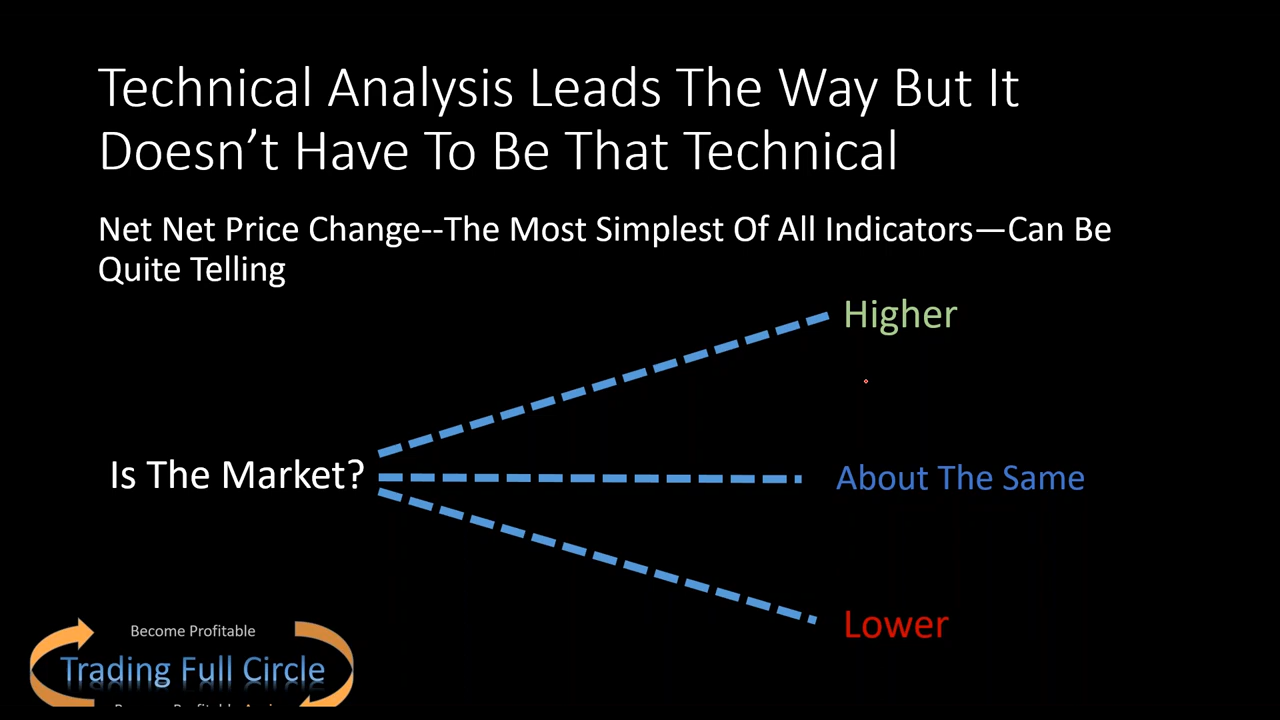 Technical Analysis Leads The Way But It
Doesn’t Have To Be That Technical
Net Net Price Change--The Most Simplest Of All Indicators—Can Be
Quite Telling
Higher
Is The Market?
About The Same
Lower
Become Profitable
Trading Full Circle